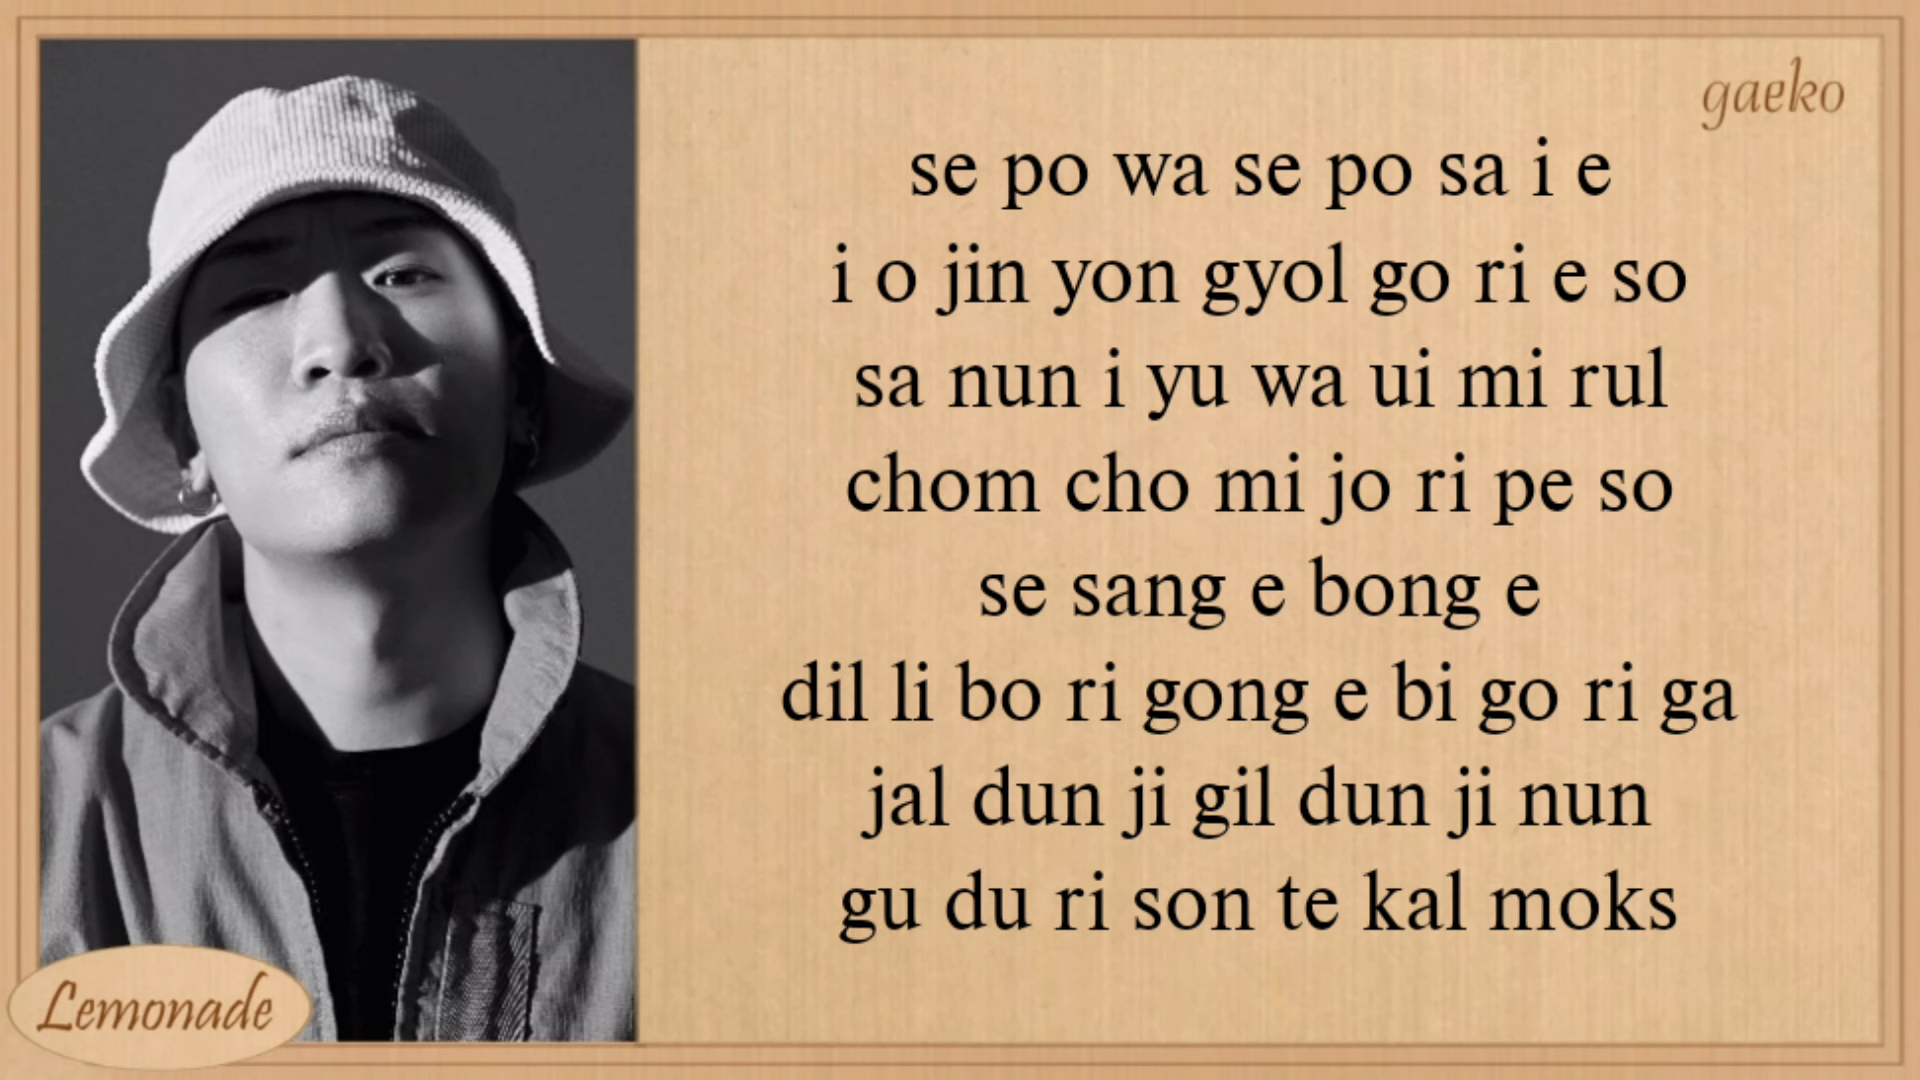 gaeko
se po wa se po sa i e
i o jin yon gyol go ri e so
sa nun i yu wa ui mi rul
chom cho mi jo ri pe so
se sang e bong e
dil li bo ri gong e bi go ri ga
jal dun ji gil dun ji nun
gu du ri son te kal moks
Lemonade